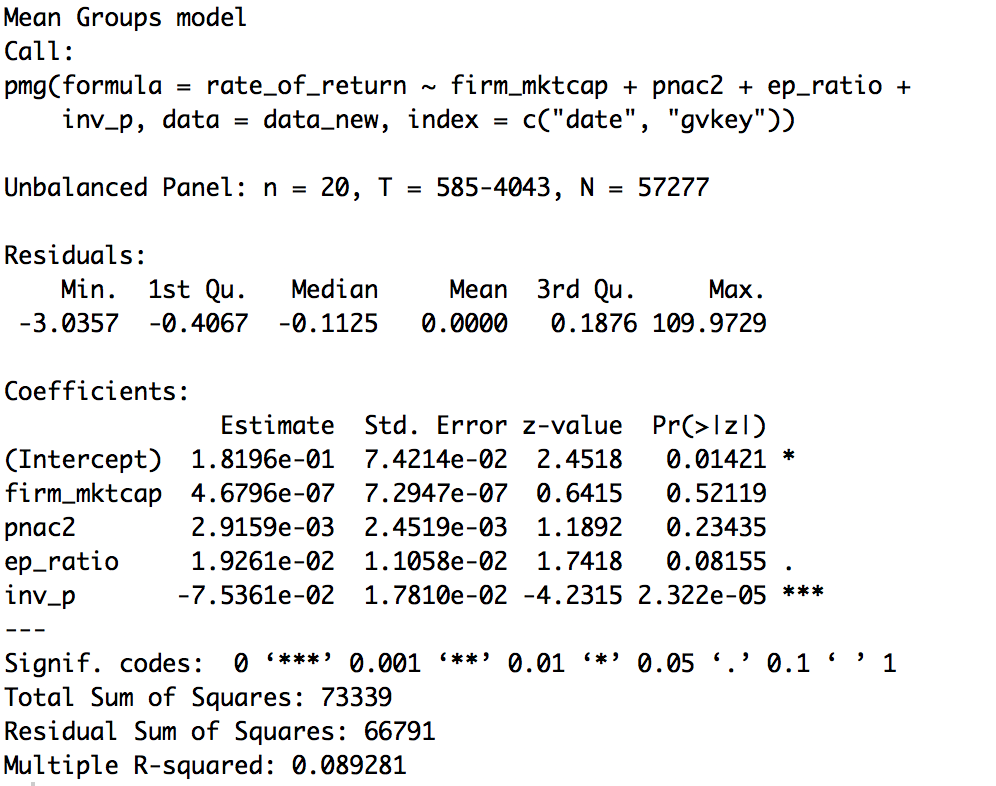 Mean Groups model
Call:
pmg(formula = rate_of_return ~ firm_mktcap + pnac2 + ep_ratio +
    inv_p, data = data_new, index = c("date", "gvkey"))

Unbalanced Panel: n = 20, T = 585-4043, N = 57277

Residuals:
    Min.  1st Qu.   Median     Mean  3rd Qu.     Max.
 -3.0357  -0.4067  -0.1125   0.0000   0.1876 109.9729

Coefficients:
               Estimate  Std. Error z-value  Pr(>|z|)
(Intercept)  1.8196e-01  7.4214e-02  2.4518   0.01421 *
firm_mktcap  4.6796e-07  7.2947e-07  0.6415   0.52119
pnac2        2.9159e-03  2.4519e-03  1.1892   0.23435
ep_ratio     1.9261e-02  1.1058e-02  1.7418   0.08155 .
inv_p       -7.5361e-02  1.7810e-02 -4.2315 2.322e-05 ***
---
Signif. codes:  0 ‘***’ 0.001 ‘**’ 0.01 ‘*’ 0.05 ‘.’ 0.1 ‘ ’ 1
Total Sum of Squares: 73339
Residual Sum of Squares: 66791
Multiple R-squared: 0.089281